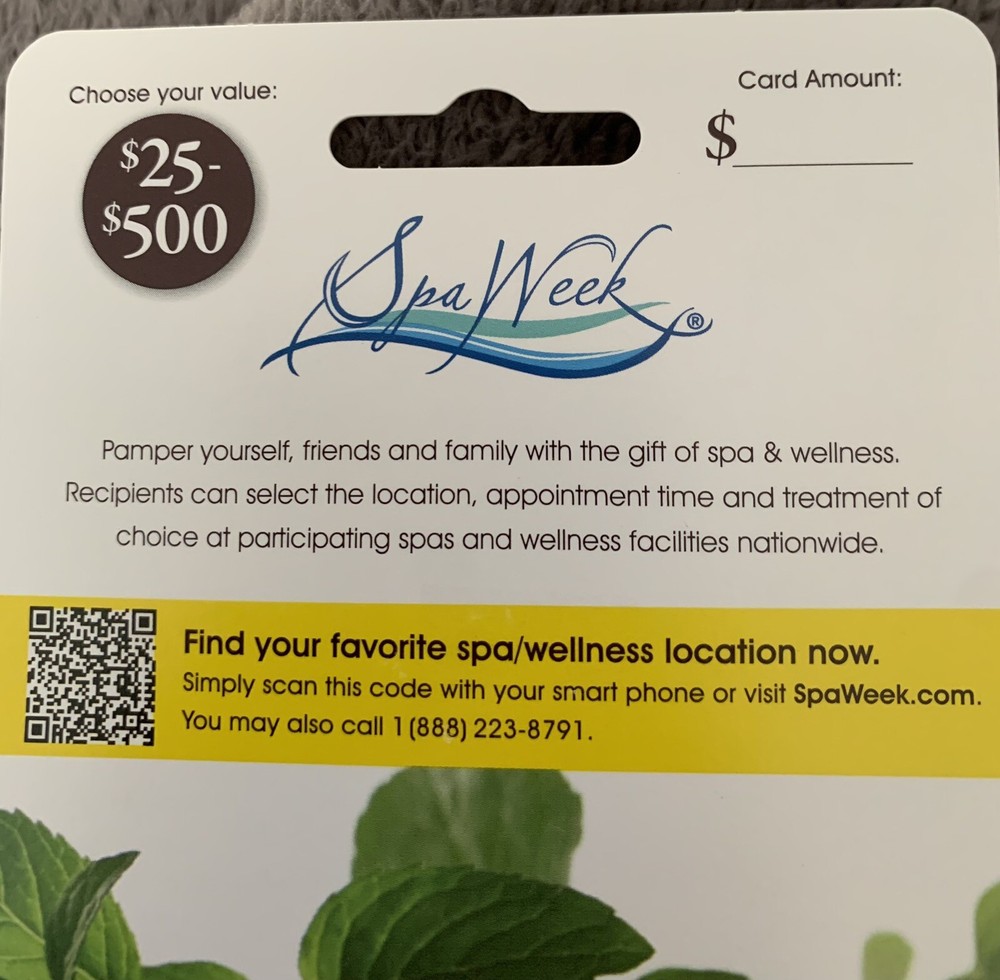 Choose your value:
$25-
$500
Card Amount:
$
Spa Week®
Pamper yourself, friends and family with the gift of spa & wellness.
Recipients can select the location, appointment time and treatment of
choice at participating spas and wellness facilities nationwide.
Find your favorite spa/wellness location now.
Simply scan this code with your smart phone or visit SpaWeek.com.
You may also call 1 (888) 223-8791.